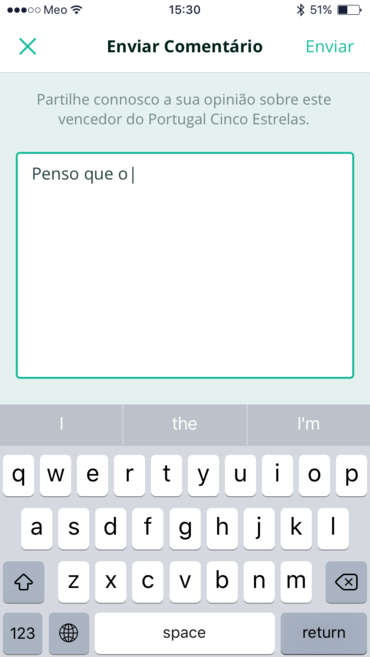 Meo 15:30 51%
Enviar Comentário Enviar
Partilhe connosco a sua opinião sobre este
vencedor do Portugal Cinco Estrelas.
Penso que o
I the I'm
q w e r t y u i o p
a s d f g h j k l
z x c v b n m
123 space return